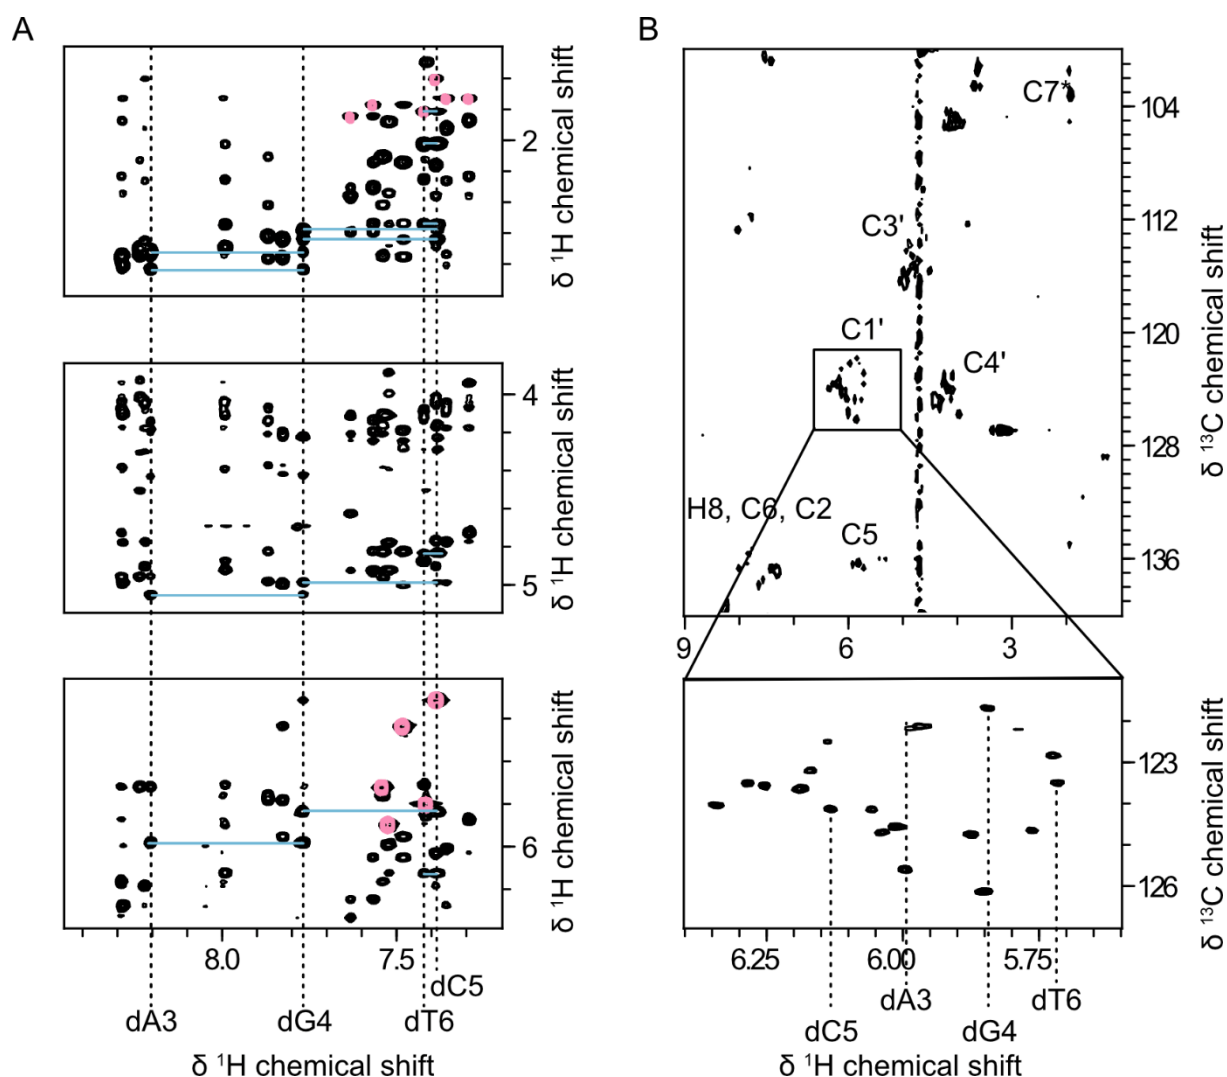 A
B
2
δ ¹H chemical shift
4
5
δ ¹H chemical shift
6
δ ¹H chemical shift
8.0
7.5
dC5
dA3
dG4
dT6
δ ¹H chemical shift
C7*
104
112
C3'
120
C1'
C4'
128
H8, C6, C2
C5
136
δ ¹³C chemical shift
9
6
3
123
126
δ ¹³C chemical shift
6.25
6.00
5.75
dA3
dT6
dC5
dG4
δ ¹H chemical shift